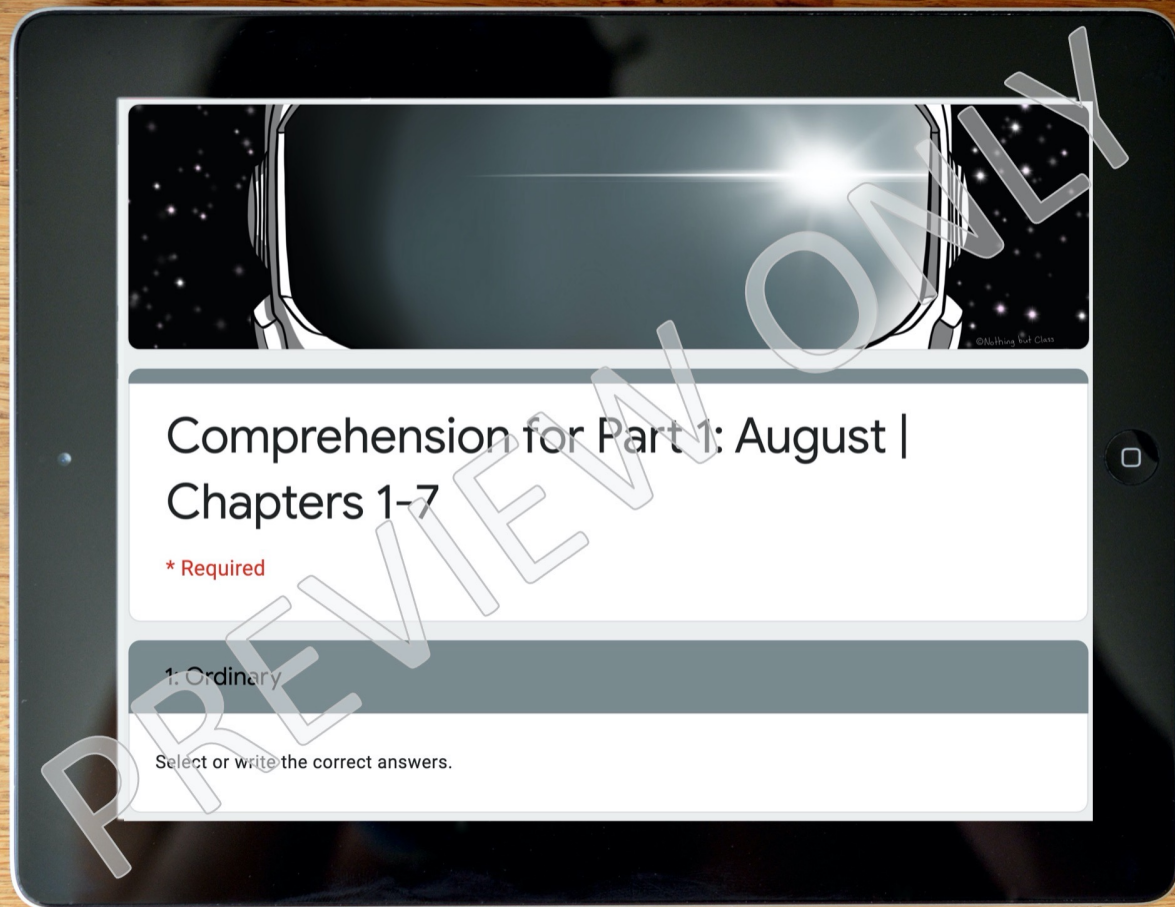 ©Nothing but Class
Comprehension for Part 1: August |
Chapters 1-7
* Required
1: Ordinary
Select or write the correct answers.
PREVIEW ONLY